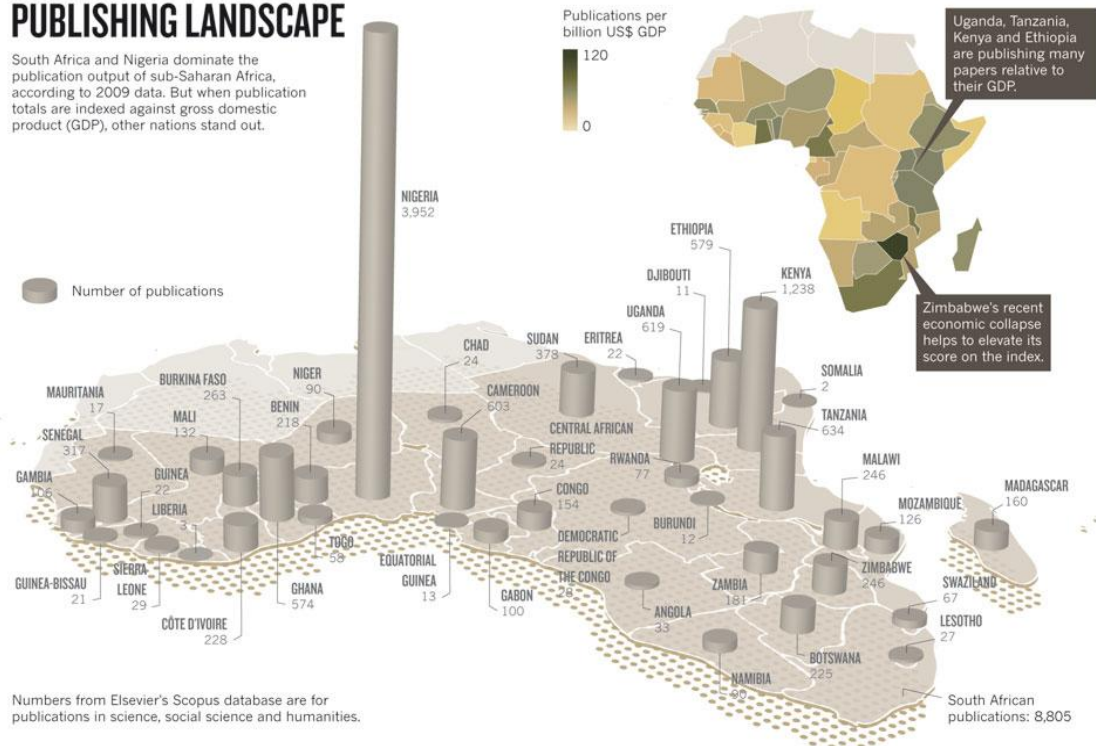 PUBLISHING LANDSCAPE
South Africa and Nigeria dominate the
publication output of sub-Saharan Africa,
according to 2009 data. But when publication
totals are indexed against gross domestic
product (GDP), other nations stand out.
Publications per
billion US$ GDP
120
0
Uganda, Tanzania,
Kenya and Ethiopia
are publishing many
papers relative to
their GDP.
Zimbabwe's recent
economic collapse
helps to elevate its
score on the index.
Number of publications
NIGERIA
3,952
ETHIOPIA
579
DJIBOUTI
11
KENYA
1,238
UGANDA
619
ERITREA
22
SUDAN
378
CHAD
24
SOMALIA
2
TANZANIA
634
CAMEROON
603
NIGER
90
BURKINA FASO
263
BENIN
218
MAURITANIA
17
MALI
132
SENEGAL
317
GUINEA
22
GAMBIA
106
LIBERIA
3
CENTRAL AFRICAN
REPUBLIC
24
RWANDA
77
CONGO
154
BURUNDI
12
DEMOCRATIC
REPUBLIC OF
THE CONGO
28
MALAWI
246
MOZAMBIQUE
126
MADAGASCAR
160
GUINEA-BISSAU
21
SIERRA
LEONE
29
CÔTE D'IVOIRE
228
GHANA
574
TOGO
58
EQUATORIAL
GUINEA
13
GABON
100
ANGOLA
33
ZAMBIA
181
ZIMBABWE
246
SWAZILAND
67
LESOTHO
27
BOTSWANA
225
NAMIBIA
90
South African
publications: 8,805
Numbers from Elsevier's Scopus database are for
publications in science, social science and humanities.